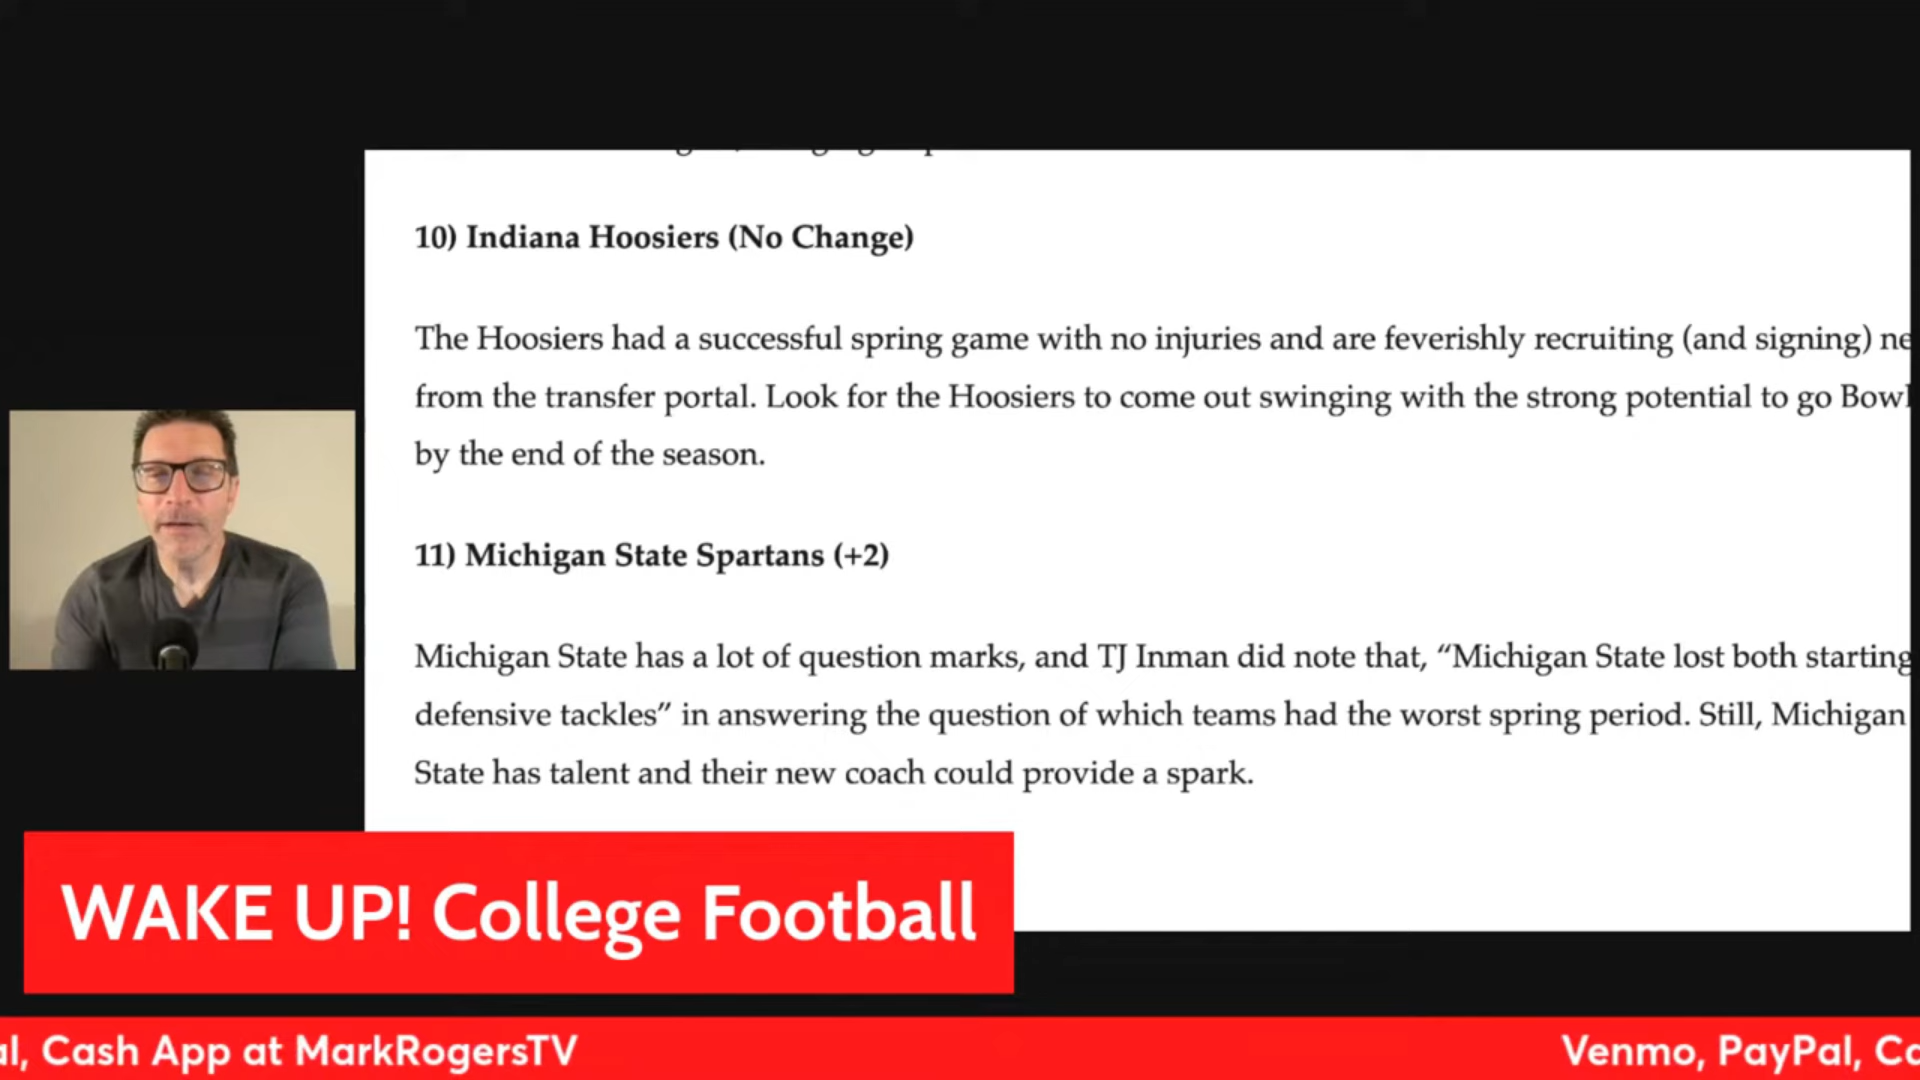 10) Indiana Hoosiers (No Change)
The Hoosiers had a successful spring game with no injuries and are feverishly recruiting (and signing)
from the transfer portal. Look for the Hoosiers to come out swinging with the strong potential to go Bowl
by the end of the season.
11) Michigan State Spartans (+2)
Michigan State has a lot of question marks, and TJ Inman did note that, “Michigan State lost both starting
defensive tackles” in answering the question of which teams had the worst spring period. Still, Michigan
State has talent and their new coach could provide a spark.
WAKE UP! College Football
Cash App at MarkRogersTV
Venmo, PayPal,